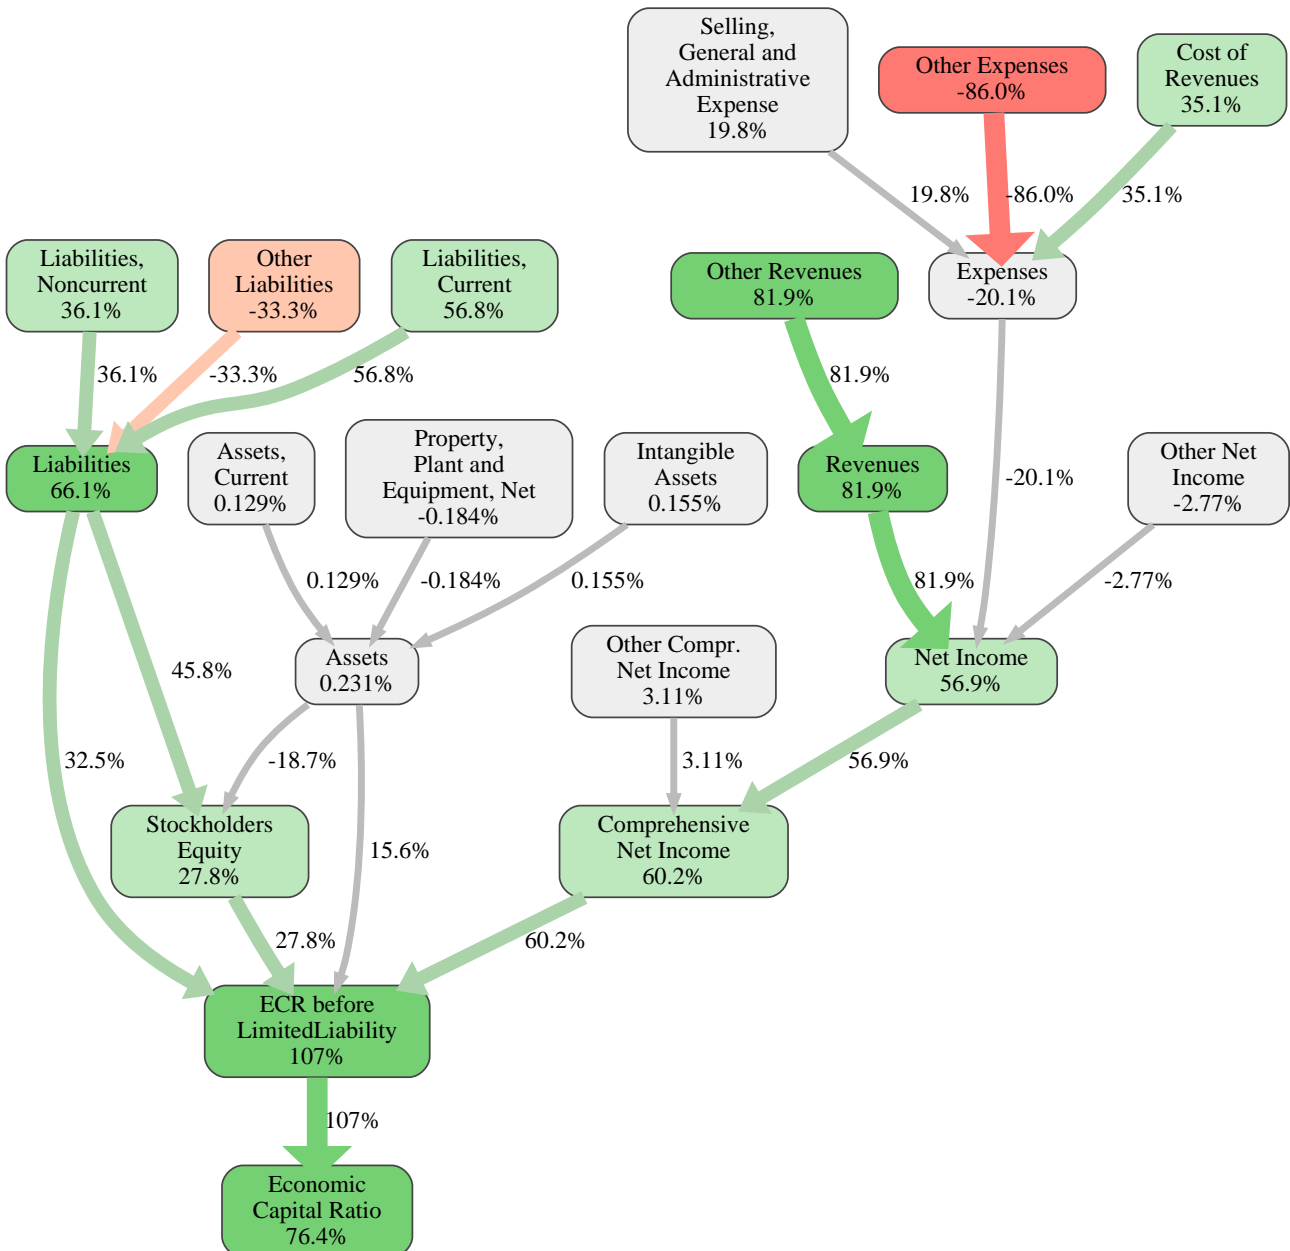 Selling,
General and
Administrative
Expense
19.8%
Other Expenses
-86.0%
Cost of
Revenues
35.1%
19.8%
-86.0%
35.1%
Liabilities,
Noncurrent
36.1%
Other
Liabilities
-33.3%
Liabilities,
Current
56.8%
Other Revenues
81.9%
Expenses
-20.1%
36.1%
-33.3%
56.8%
81.9%
Liabilities
66.1%
Assets,
Current
0.129%
Property,
Plant and
Equipment, Net
-0.184%
Intangible
Assets
0.155%
Revenues
81.9%
-20.1%
Other Net
Income
-2.77%
0.129%
-0.184%
0.155%
81.9%
-2.77%
45.8%
Assets
0.231%
Other Compr.
Net Income
3.11%
Net Income
56.9%
32.5%
-18.7%
3.11%
56.9%
Stockholders
Equity
27.8%
15.6%
Comprehensive
Net Income
60.2%
27.8%
60.2%
ECR before
LimitedLiability
107%
107%
Economic
Capital Ratio
76.4%